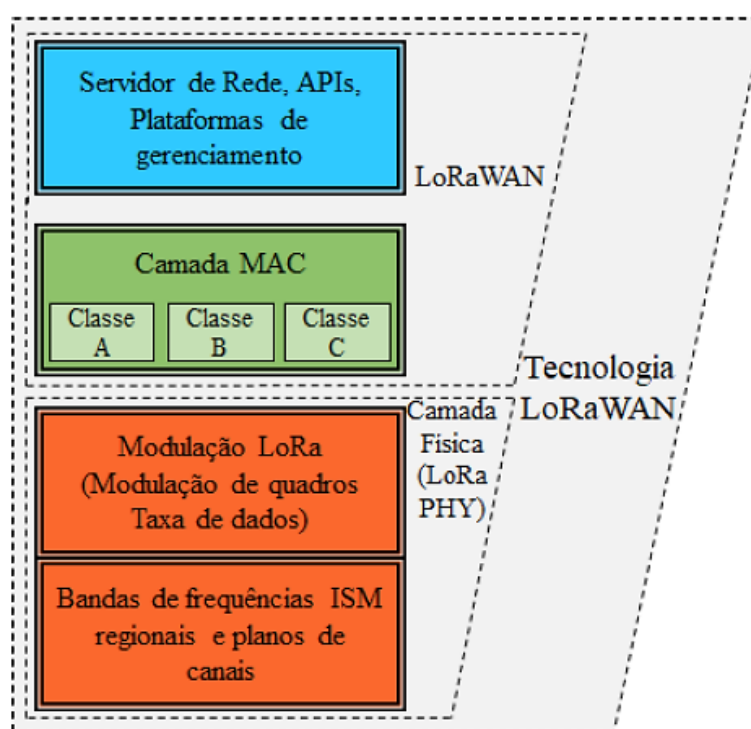 Servidor de Rede, APIs,
Plataformas de
gerenciamento
LoRaWAN
Camada MAC
Classe
A
Classe
B
Classe
C
Tecnologia
LoRaWAN
Camada
Física
(LoRa
PHY)
Modulação LoRa
(Modulação de quadros
Taxa de dados)
Bandas de frequências ISM
regionais e planos de
canais